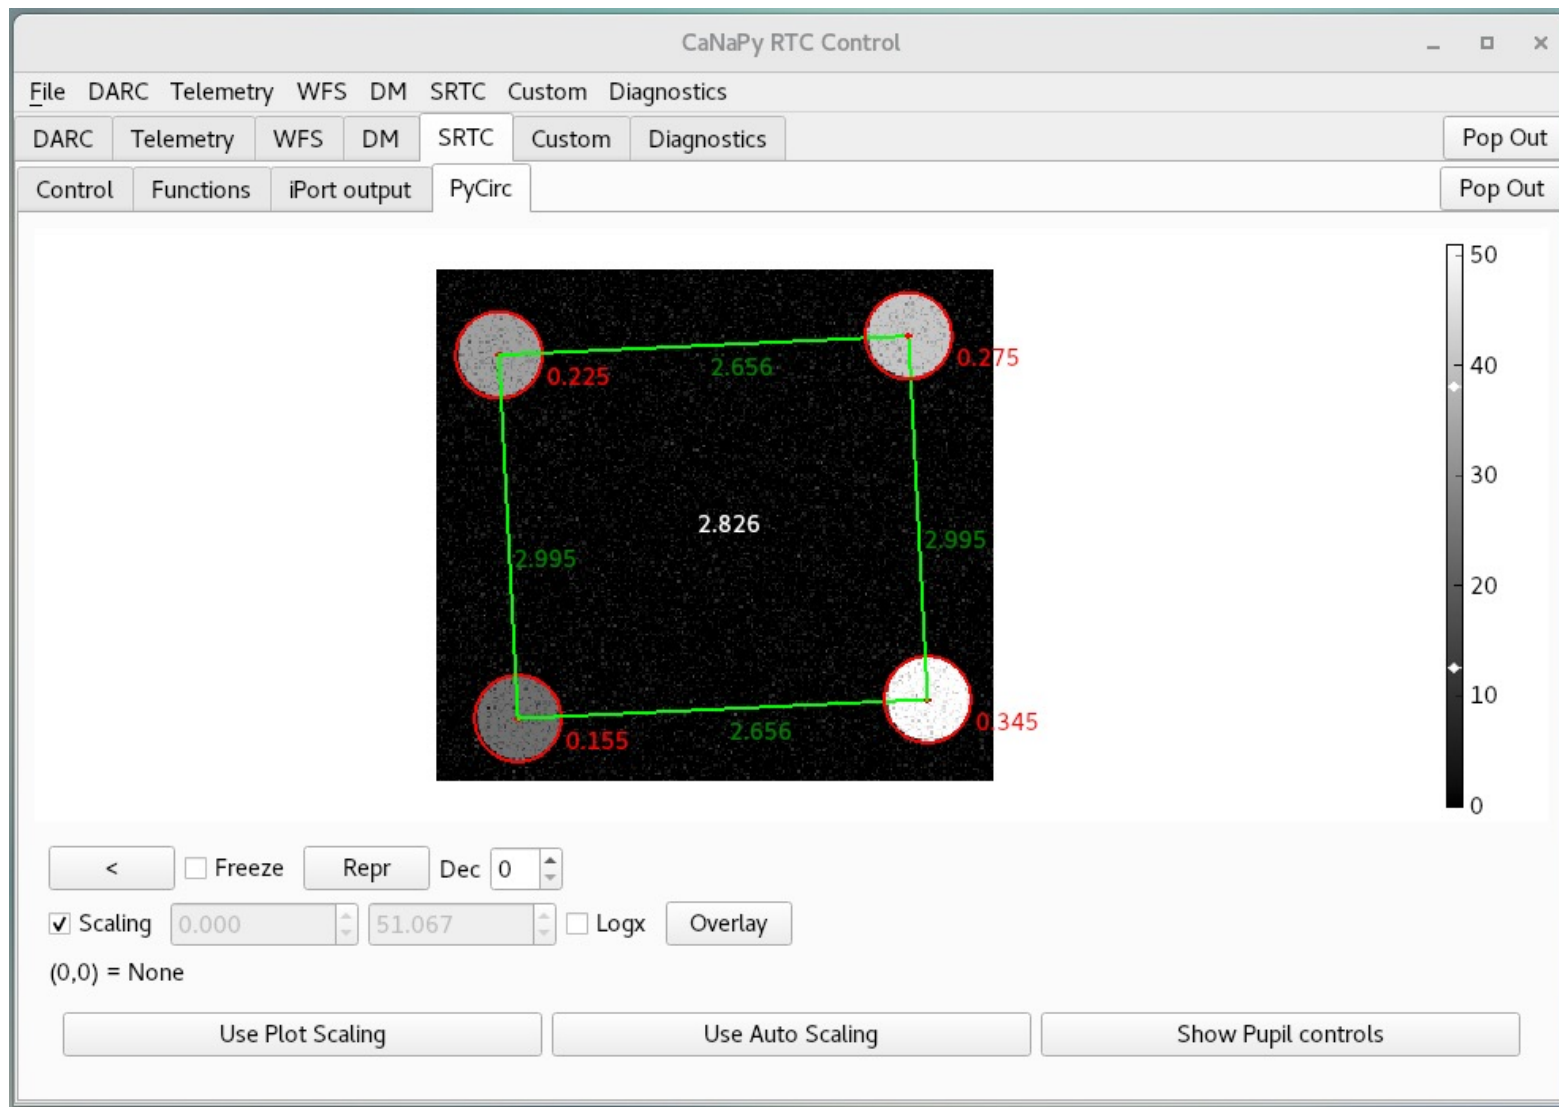 CaNaPy RTC Control
File DARC Telemetry WFS DM SRTC Custom Diagnostics
DARC Telemetry WFS DM SRTC Custom Diagnostics Pop Out
Control Functions iPort output PyCirc Pop Out
50
0.275
2.656
40
0.225
30
2.826
2.995
2.995
20
10
0.345
2.656
0.155
0
< Freeze Repr Dec 0
Scaling 0.000 51.067 Logx Overlay
(0,0) = None
Use Plot Scaling Use Auto Scaling Show Pupil controls